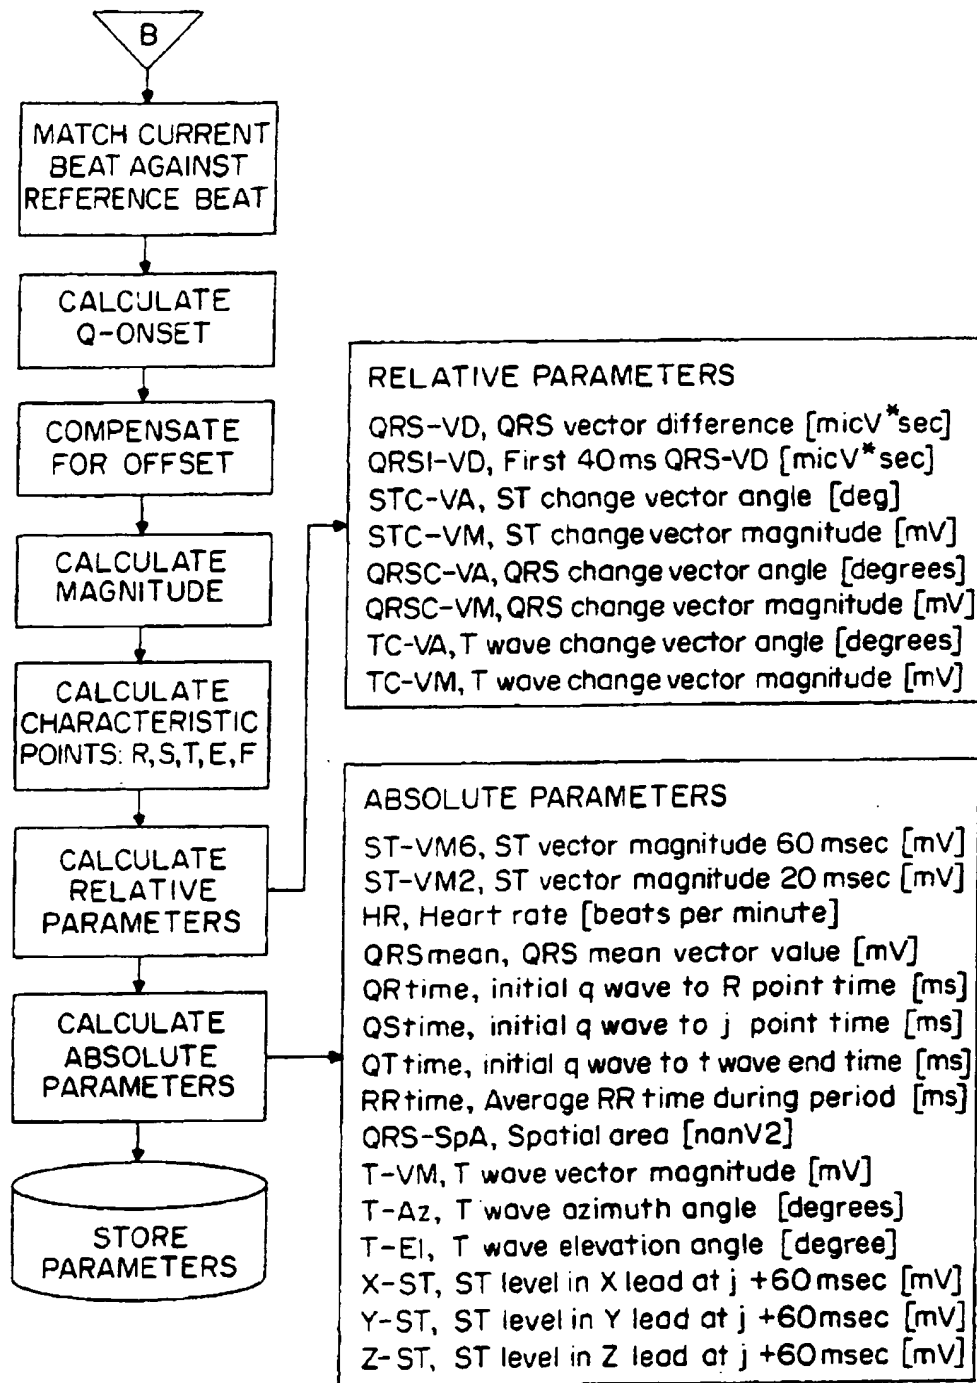 B
MATCH CURRENT
BEAT AGAINST
REFERENCE BEAT
CALCULATE
Q-ONSET
COMPENSATE
FOR OFFSET
CALCULATE
MAGNITUDE
CALCULATE
CHARACTERISTIC
POINTS: R,S,T,E,F
CALCULATE
RELATIVE
PARAMETERS
CALCULATE
ABSOLUTE
PARAMETERS
STORE
PARAMETERS
RELATIVE PARAMETERS
QRS-VD, QRS vector difference [micV*sec]
QRSI-VD, First 40ms QRS-VD [micV*sec]
STC-VA, ST change vector angle [deg]
STC-VM, ST change vector magnitude [mV]
QRSC-VA, QRS change vector angle [degrees]
QRSC-VM, QRS change vector magnitude [mV]
TC-VA, T wave change vector angle [degrees]
TC-VM, T wave change vector magnitude [mV]
ABSOLUTE PARAMETERS
ST-VM6, ST vector magnitude 60 msec [mV]
ST-VM2, ST vector magnitude 20 msec [mV]
HR, Heart rate [beats per minute]
QRSmean, QRS mean vector value [mV]
QRtime, initial q wave to R point time [ms]
QStime, initial q wave to j point time [ms]
QTtime, initial q wave to t wave end time [ms]
RRtime, Average RR time during period [ms]
QRS-SpA, Spatial area [nanV2]
T-VM, T wave vector magnitude [mV]
T-Az, T wave azimuth angle [degrees]
T-El, T wave elevation angle [degree]
X-ST, ST level in X lead at j +60msec [mV]
Y-ST, ST level in Y lead at j +60msec [mV]
Z-ST, ST level in Z lead at j +60msec [mV]